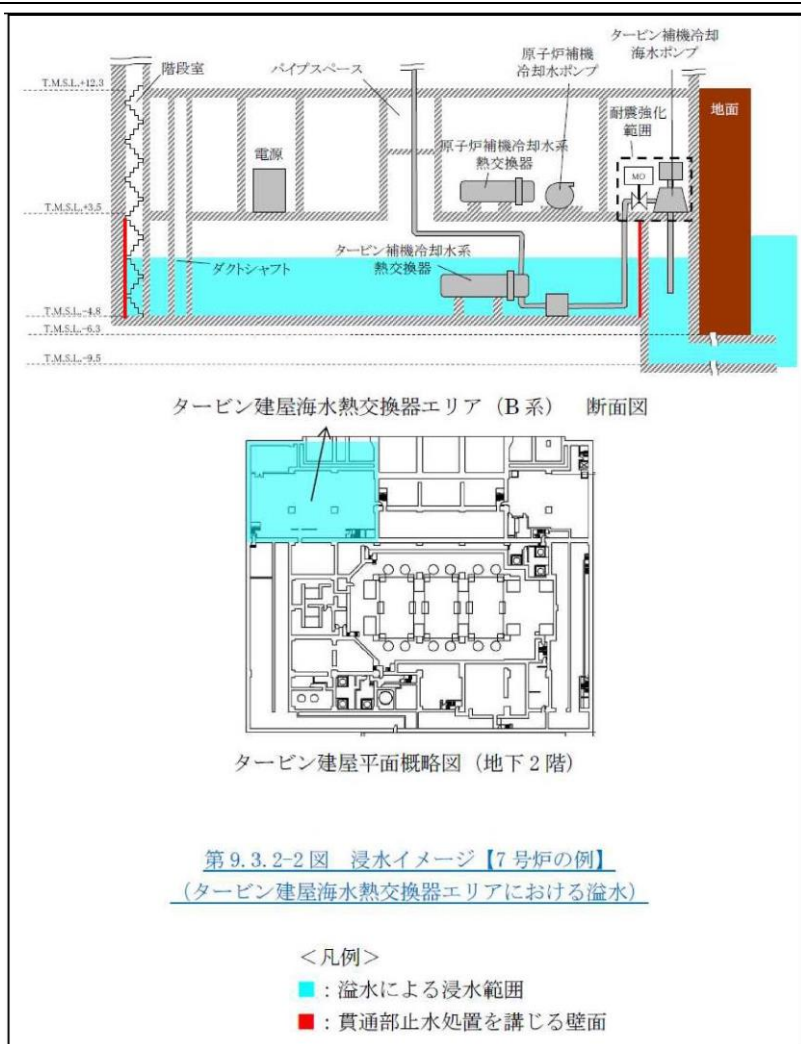 タービン補機冷却
海水ポンプ
原子炉補機
冷却水ポンプ
パイプスペース
階段室
T.M.S.L.+12.3
地面
耐震強化
範囲
電源
原子炉補機冷却水系
熱交換器
MO
T.M.S.L.+3.5
タービン補機冷却水系
熱交換器
ダクトシャフト
T.M.S.L.-4.8
T.M.S.L.-6.3
T.M.S.L.-9.5
タービン建屋海水熱交換器エリア（B系） 断面図
タービン建屋平面概略図（地下2階）
第9.3.2-2図 浸水イメージ【7号炉の例】
（タービン建屋海水熱交換器エリアにおける溢水）
＜凡例＞
■：溢水による浸水範囲
■：貫通部止水処置を講じる壁面